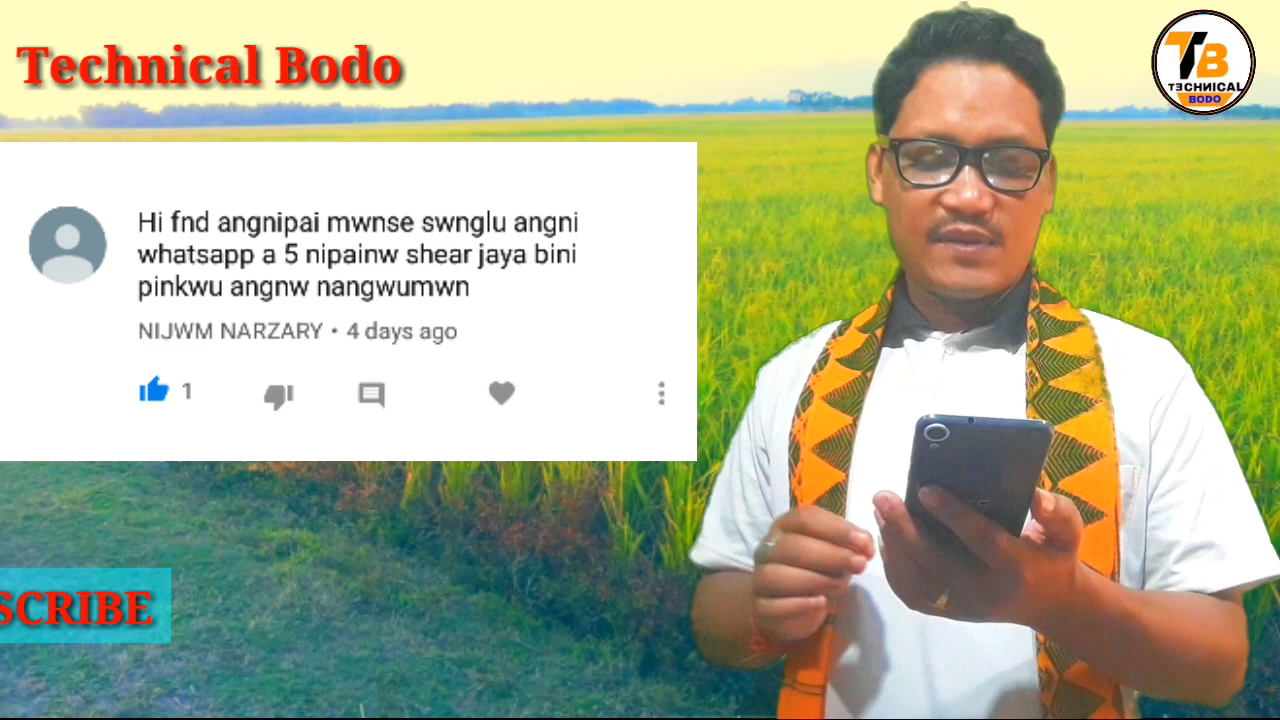 Technical Bodo
TB
TECHNICAL
BODO
Hi fnd angnipai mwnse swnglu angni
whatsapp a 5 nipainw shear jaya bini
pinkwu angnw nangwumwn
NIJWM NARZARY • 4 days ago
1
SCRIBE